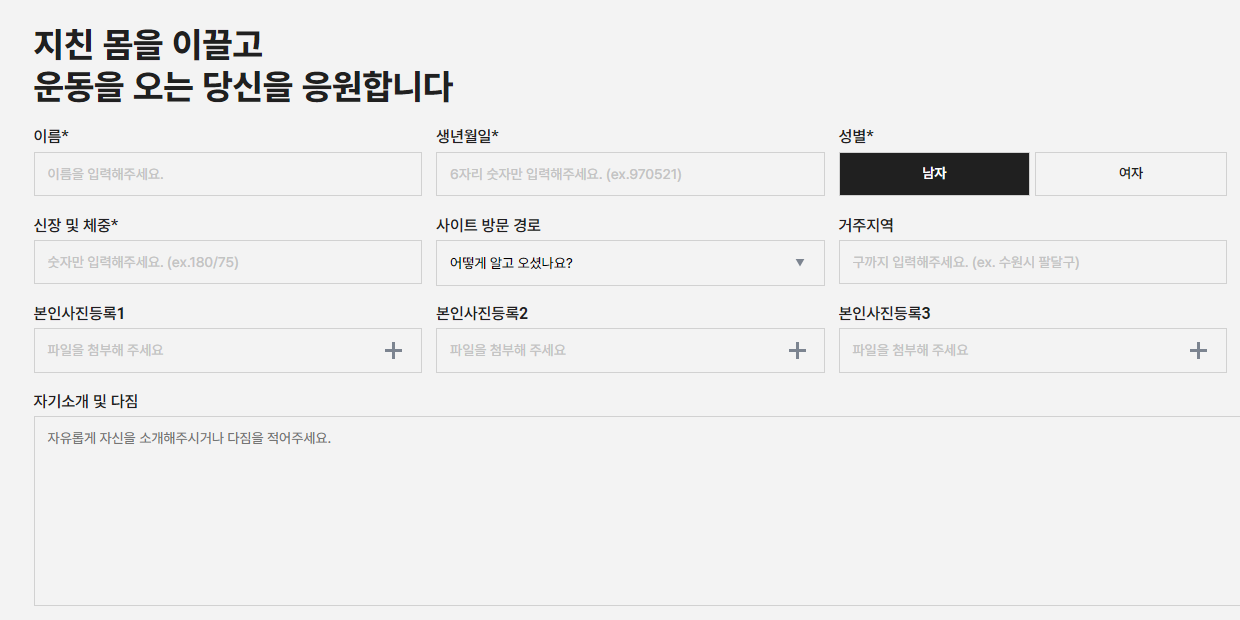 지친 몸을 이끌고
운동을 오는 당신을 응원합니다
이름* 생년월일* 성별*
이름을 입력해주세요. 6자리 숫자만 입력해주세요. (ex.970521) 남자 여자
신장 및 체중* 사이트 방문 경로 거주지역
숫자만 입력해주세요. (ex.180/75) 어떻게 알고 오셨나요? 구까지 입력해주세요. (ex. 수원시 팔달구)
본인사진등록1 본인사진등록2 본인사진등록3
파일을 첨부해 주세요 파일을 첨부해 주세요 파일을 첨부해 주세요
자기소개 및 다짐
자유롭게 자신을 소개해주시거나 다짐을 적어주세요.